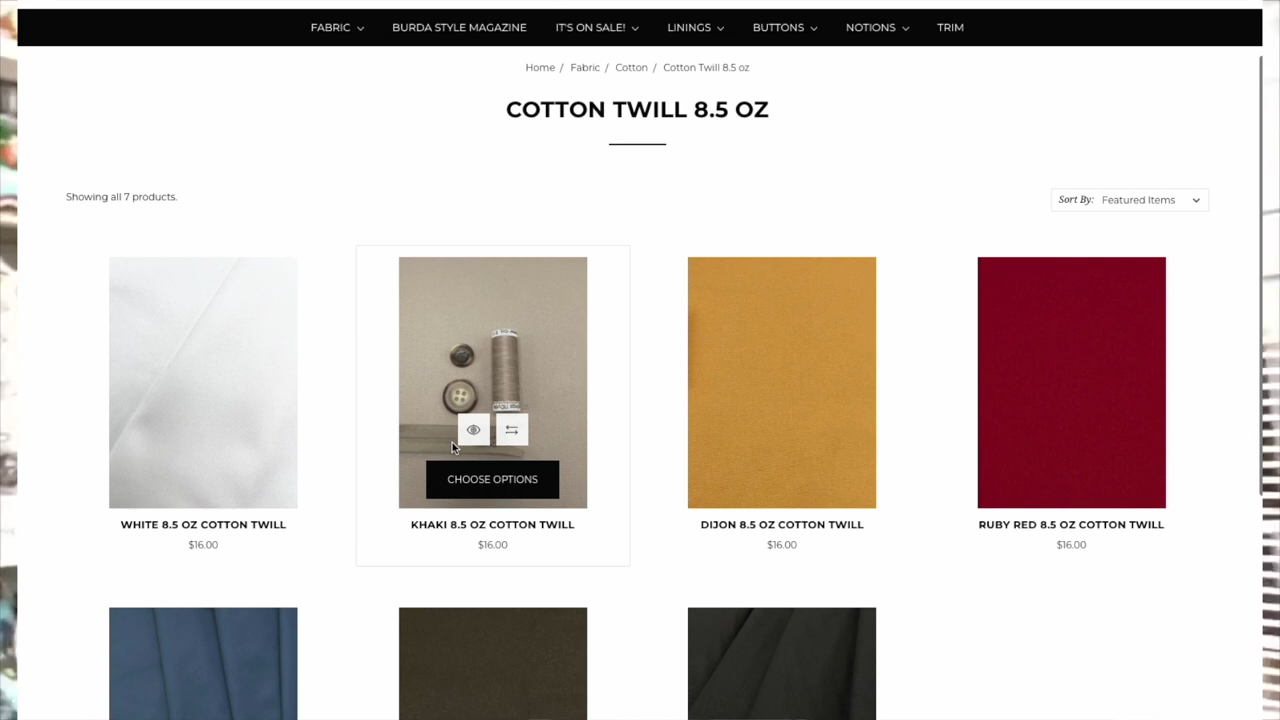 FABRIC BURDA STYLE MAGAZINE IT'S ON SALE! LININGS BUTTONS NOTIONS TRIM
Home / Fabric / Cotton / Cotton Twill 8.5 oz
COTTON TWILL 8.5 OZ
Showing all 7 products.
Sort By: Featured Items
CHOOSE OPTIONS
WHITE 8.5 OZ COTTON TWILL
$16.00
KHAKI 8.5 OZ COTTON TWILL
$16.00
DIJON 8.5 OZ COTTON TWILL
$16.00
RUBY RED 8.5 OZ COTTON TWILL
$16.00